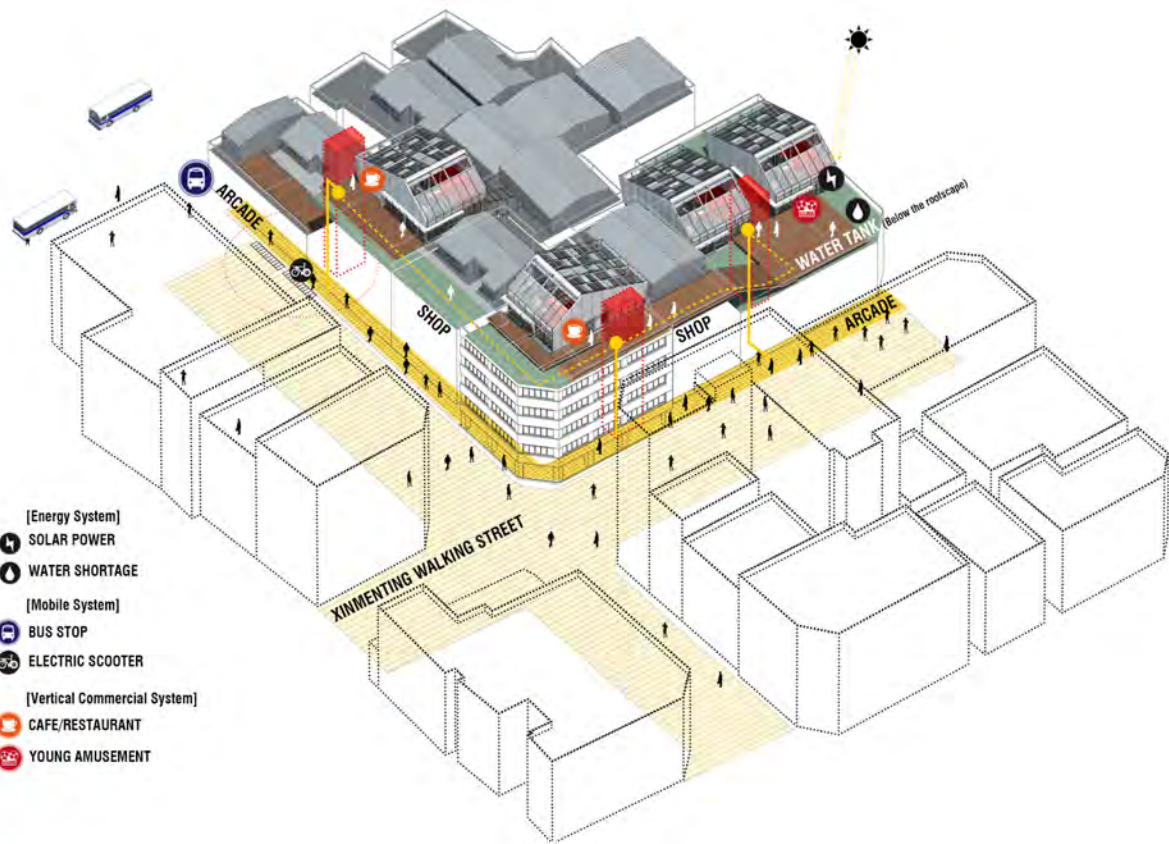 ARCADE
SHOP
SHOP
WATER TANK (Below the roofscape)
ARCADE
XINMENTING WALKING STREET
[Energy System]
SOLAR POWER
WATER SHORTAGE
[Mobile System]
BUS STOP
ELECTRIC SCOOTER
[Vertical Commercial System]
CAFE/RESTAURANT
YOUNG AMUSEMENT